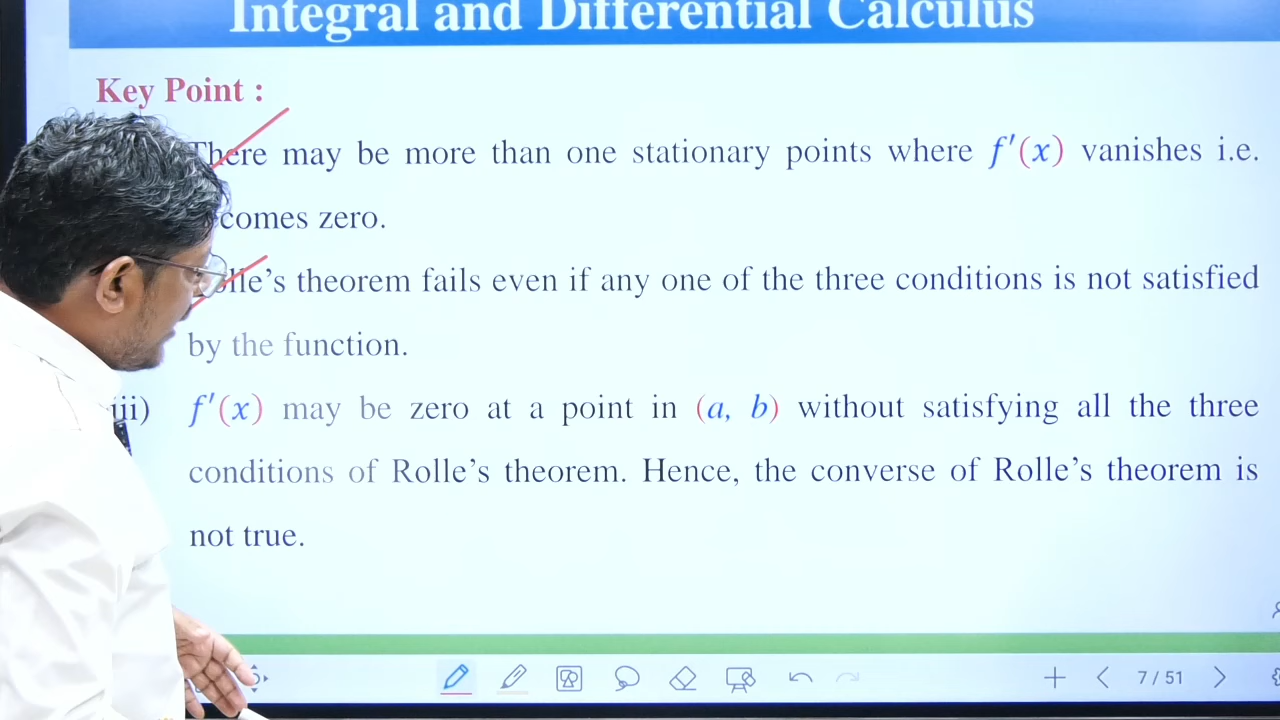 Integral and Differential Calculus
Key Point :
There may be more than one stationary points where f′(x) vanishes i.e.
comes zero.
Rolle’s theorem fails even if any one of the three conditions is not satisfied
by the function.
iii) f′(x) may be zero at a point in (a, b) without satisfying all the three
conditions of Rolle’s theorem. Hence, the converse of Rolle’s theorem is
not true.
7 / 51